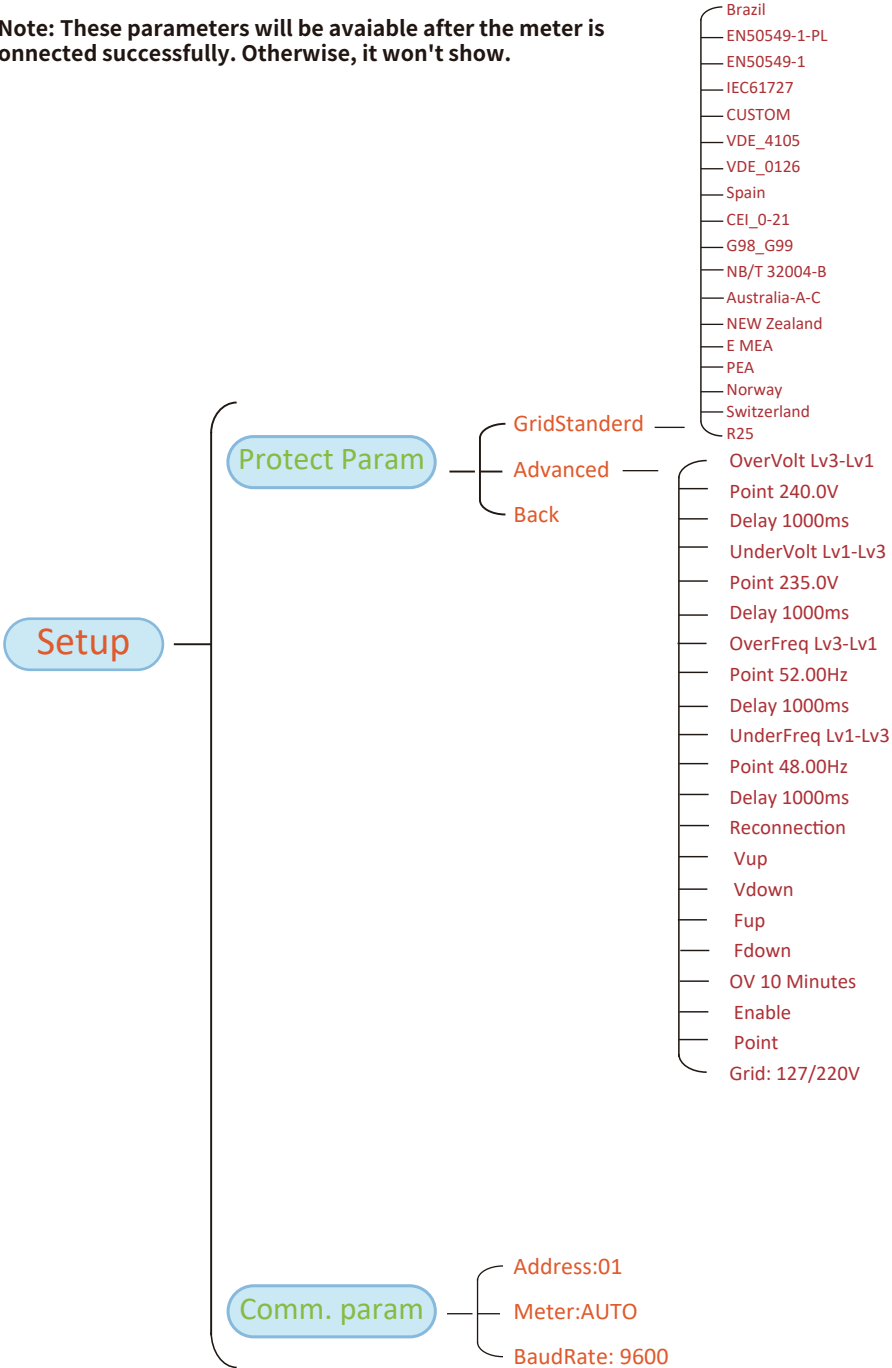 Note: These parameters will be avaiable after the meter is
onnected successfully. Otherwise, it won't show.
Setup
Protect Param
GridStanderd
Brazil
EN50549-1-PL
EN50549-1
IEC61727
CUSTOM
VDE_4105
VDE_0126
Spain
CEI_0-21
G98_G99
NB/T 32004-B
Australia-A-C
NEW Zealand
E MEA
PEA
Norway
Switzerland
R25
Advanced
OverVolt Lv3-Lv1
Point 240.0V
Delay 1000ms
UnderVolt Lv1-Lv3
Point 235.0V
Delay 1000ms
OverFreq Lv3-Lv1
Point 52.00Hz
Delay 1000ms
UnderFreq Lv1-Lv3
Point 48.00Hz
Delay 1000ms
Reconnection
Vup
Vdown
Fup
Fdown
OV 10 Minutes
Enable
Point
Grid: 127/220V
Back
Comm. param
Address:01
Meter:AUTO
BaudRate: 9600